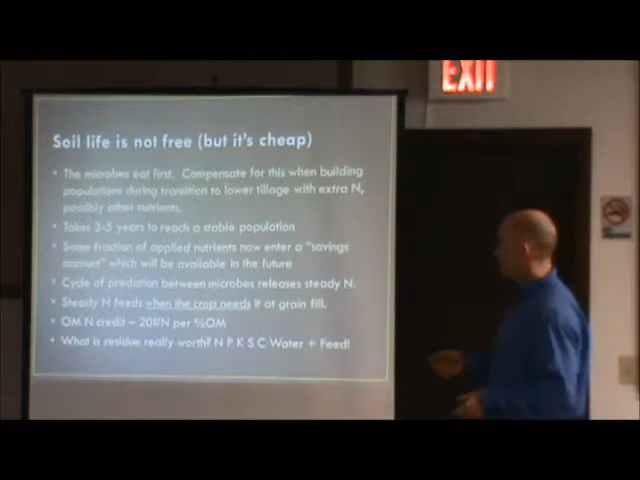 EXIT
Soil life is not free (but it's cheap)
• The microbes eat first. Compensate for this when building
populations during transition to lower tillage with extra N,
possibly other nutrients.
• Takes 3-5 years to reach a stable population
• Some fraction of applied nutrients now enter a "savings
account" which will be available in the future
• Cycle of predation between microbes releases steady N.
• Steady N feeds when the crop needs it at grain fill.
• OM N credit – 20#N per %OM
• What is residue really worth? N P K S C Water + Feed!